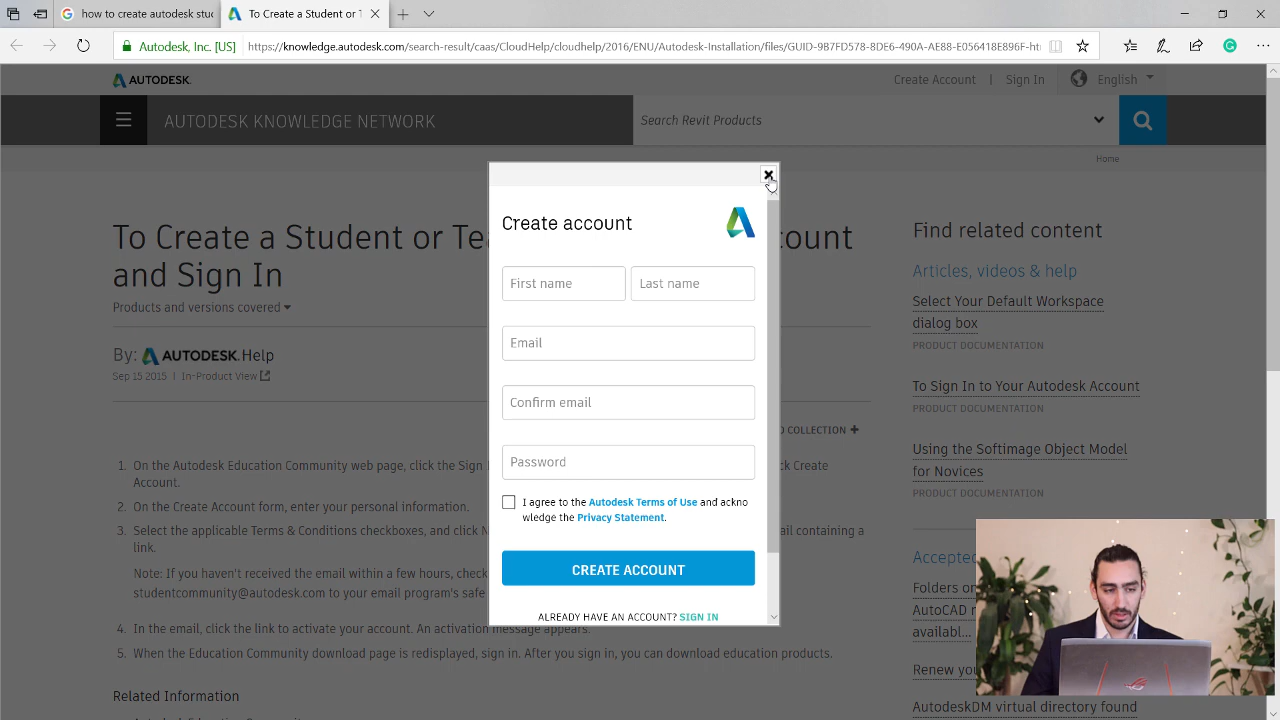 how to create a stu
To Create a Student o
Autodesk, Inc. [US]
https://knowledge.autodesk.com/search-result/caas/CloudHelp/cloudhelp/2016/ENU/Autodesk-Installation/files/GUID-9B7FD578-8DE6-490A-AE88-E056418E896F-ht
AUTODESK.
Create Account | Sign In
English
AUTODESK KNOWLEDGE NETWORK
Search Revit Products
Home
To Create a Student or Te
ount
and Sign In
Products and versions covered
By: AUTODESK. Help
Sep 15 2015 | In-Product View
COLLECTION +
1. On the Autodesk Education Community web page, click the Sign
ck Create
Account.
2. On the Create Account form, enter your personal information.
3. Select the applicable Terms & Conditions checkboxes, and click N
ail containing a
link.
Note: If you haven't received the email within a few hours, check
studentcommunity@autodesk.com to your email program's safe
4. In the email, click the link to activate your account. An activation message appears.
5. When the Education Community download page is redisplayed, sign in. After you sign in, you can download education products.
Related Information
Create account
First name
Last name
Email
Confirm email
Password
I agree to the Autodesk Terms of Use and ackno
wledge the Privacy Statement.
CREATE ACCOUNT
ALREADY HAVE AN ACCOUNT? SIGN IN
Find related content
Articles, videos & help
Select Your Default Workspace
dialog box
PRODUCT DOCUMENTATION
To Sign In to Your Autodesk Account
PRODUCT DOCUMENTATION
Using the Softimage Object Model
for Novices
PRODUCT DOCUMENTATION
Accepted
Folders on
AutoCAD m
availabl...
Renew you
AutodeskDM virtual directory found